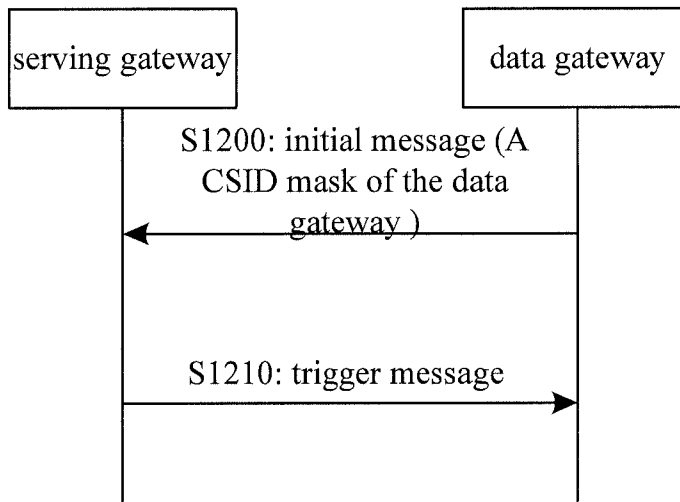 serving gateway
data gateway
S1200: initial message (A
CSID mask of the data
gateway )
S1210: trigger message